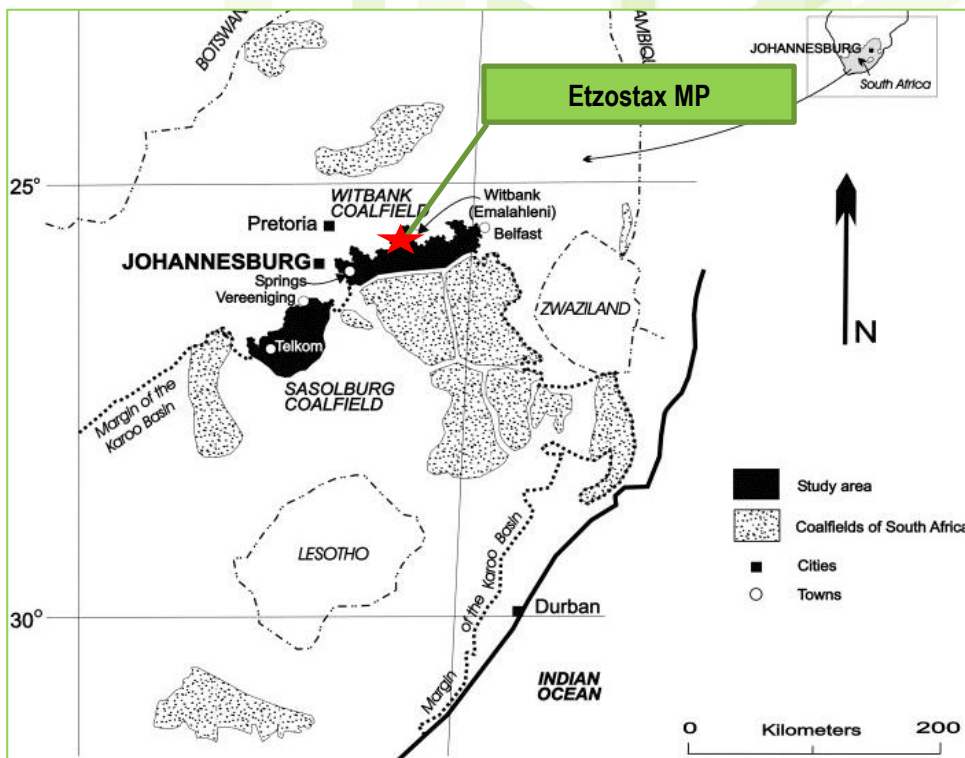 BOTSWAN
AMBIQU
JOHANNESBURG
South Africa
Etzostax MP
25°
WITBANK
COALFIELD
Witbank
(Emalahleni)
Pretoria
Belfast
JOHANNESBURG
Springs
Vereeniging
ZWAZILAND
Telkom
Margin of the
Karoo Basin
SASOLBURG
COALFIELD
Study area
Coalfields of South Africa
Cities
Towns
LESOTHO
Margin of the Karoo Basin
30°
Durban
INDIAN
OCEAN
N
0 Kilometers 200